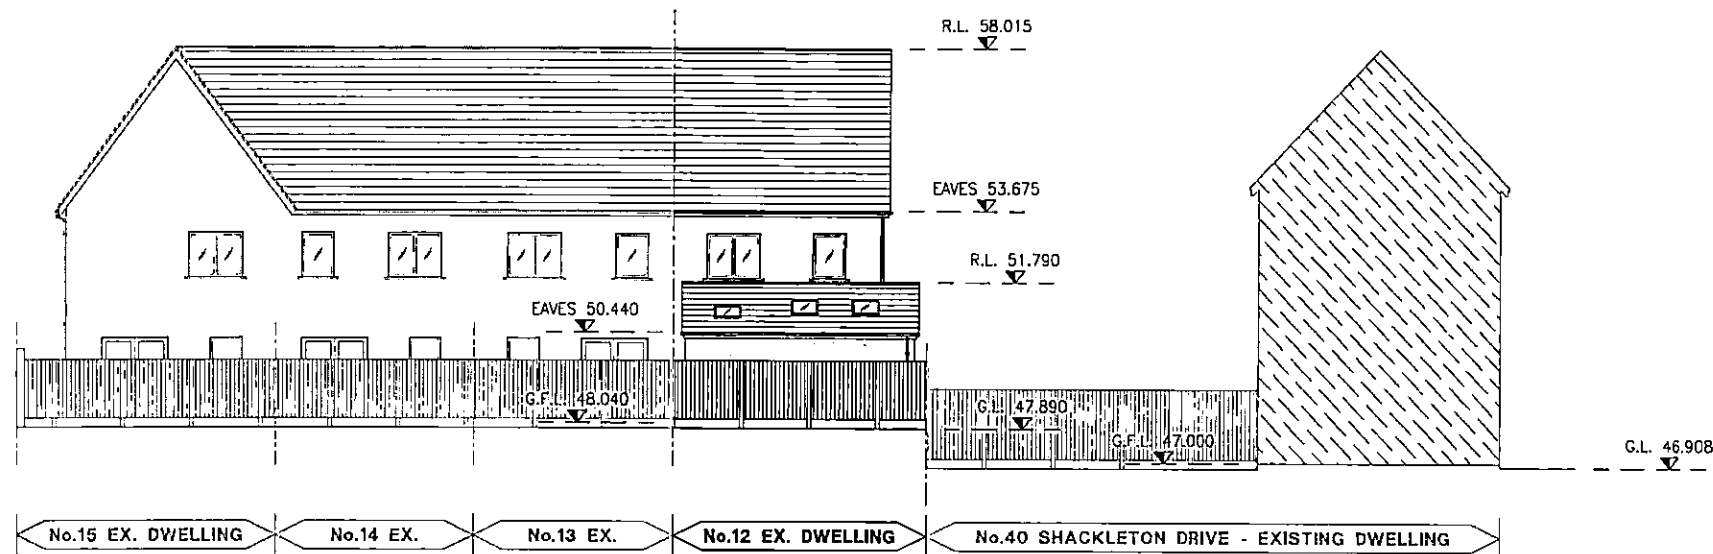 R.L. 58.015
EAVES 53.675
R.L. 51.790
EAVES 50.440
G.F.L. 48.040
G.L. 47.890
G.F.L. 47.000
G.L. 46.908
No.15 EX. DWELLING
No.14 EX.
No.13 EX.
No.12 EX. DWELLING
No.40 SHACKLETON DRIVE - EXISTING DWELLING